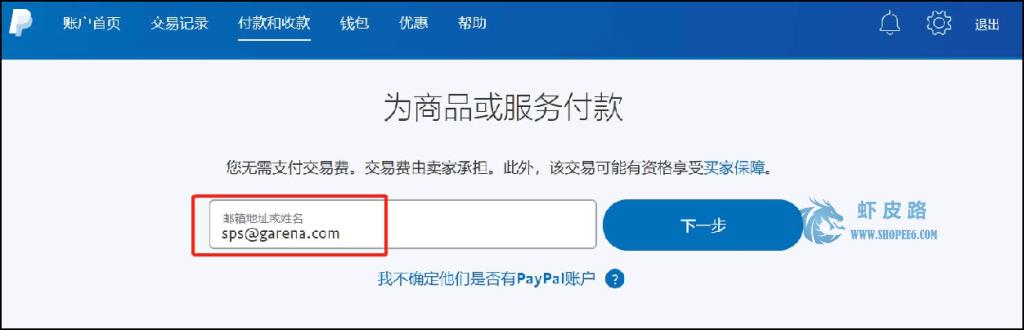 账户首页 交易记录 付款和收款 钱包 优惠 帮助 退出
为商品或服务付款
您无需支付交易费。交易费由卖家承担。此外，该交易可能有资格享受买家保障。
邮箱地址或姓名
sps@garena.com
下一步
虾皮路
WWW.SHOPEE6.COM
我不确定他们是否有PayPal账户 ?